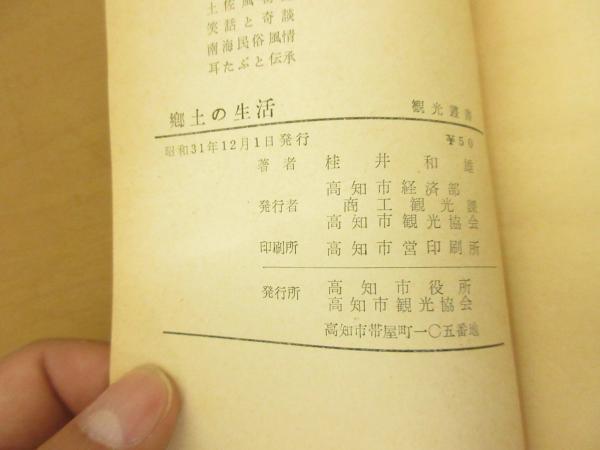 土佐風
笑話と奇談
南海民俗風情
耳たぶと伝承
郷土の生活
観光叢書
昭和31年12月1日発行
¥50
著者 桂井和雄
発行者 高知市経済部
商工観光課
高知市観光協会
印刷所 高知市営印刷所
発行所 高知市役所
高知市観光協会
高知市帯屋町一〇五番地